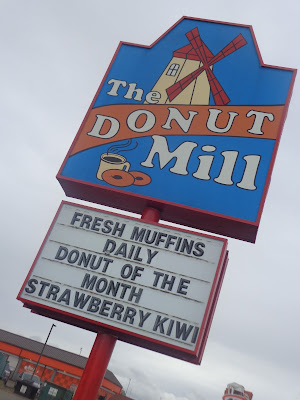 The
DONUT
Mill
FRESH MUFFINS
DAILY
DONUT OF THE
MONTH
STRAWBERRY KIWI